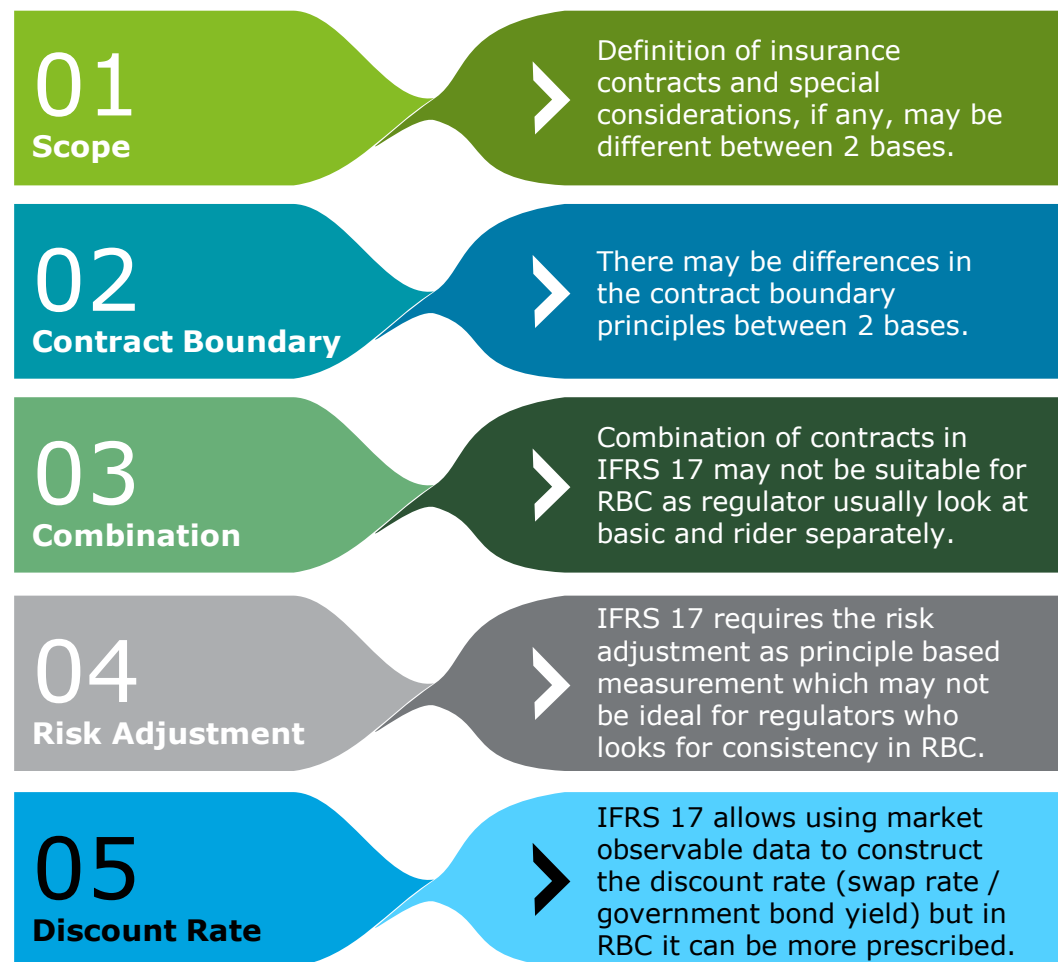 01
Scope
Definition of insurance
contracts and special
considerations, if any, may be
different between 2 bases.
02
Contract Boundary
There may be differences in
the contract boundary
principles between 2 bases.
03
Combination
Combination of contracts in
IFRS 17 may not be suitable for
RBC as regulator usually look at
basic and rider separately.
04
Risk Adjustment
IFRS 17 requires the risk
adjustment as principle based
measurement which may not
be ideal for regulators who
looks for consistency in RBC.
05
Discount Rate
IFRS 17 allows using market
observable data to construct
the discount rate (swap rate /
government bond yield) but in
RBC it can be more prescribed.